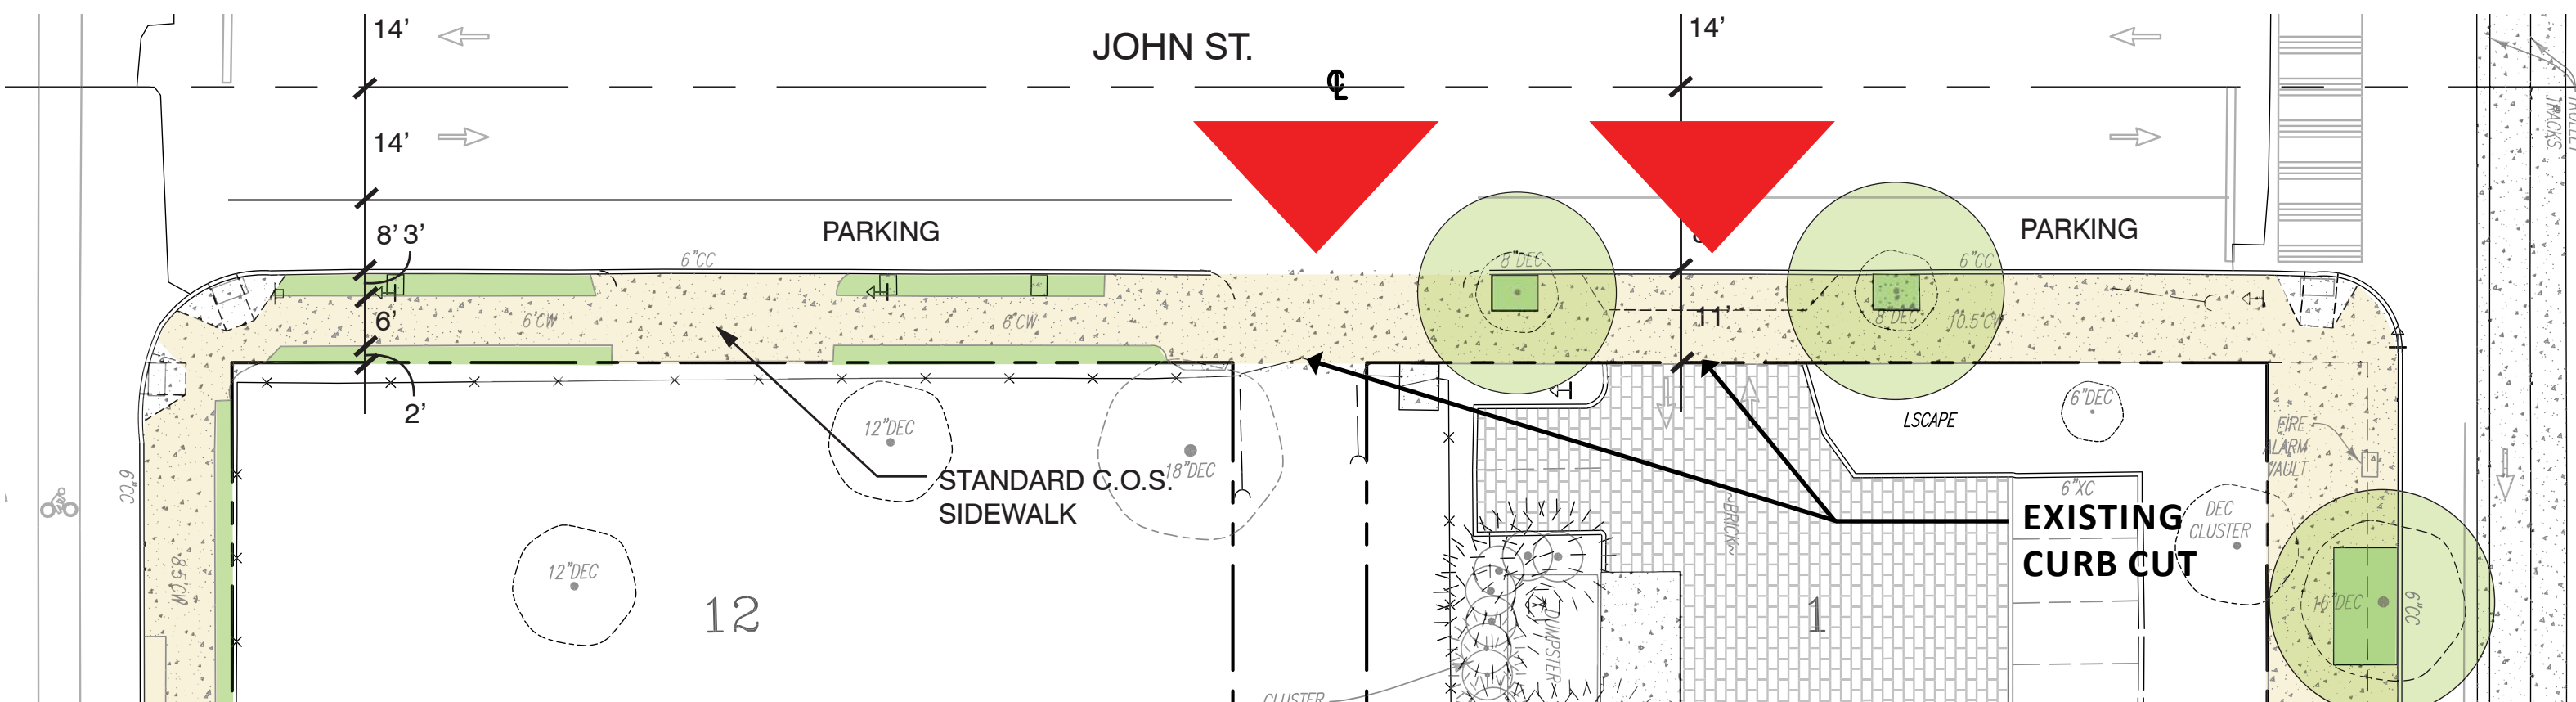 14’
14’
JOHN ST.
℄
14’
8’ 3’
PARKING
6"CC
8"DEC
6"CC
PARKING
TRACKS
6’
6'CW
6'CW
11’
8"DEC
10.5'CW
2’
12"DEC
18"DEC
STANDARD C.O.S.
SIDEWALK
LSCAPE
6"DEC
FIRE
ALARM
VAULT
6"CC
6"XC
8.5'CW
12"DEC
12
~BRICK~
EXISTING
CURB CUT
DEC
CLUSTER
DUMPSTER
1
16"DEC
6"CC
CLUSTER